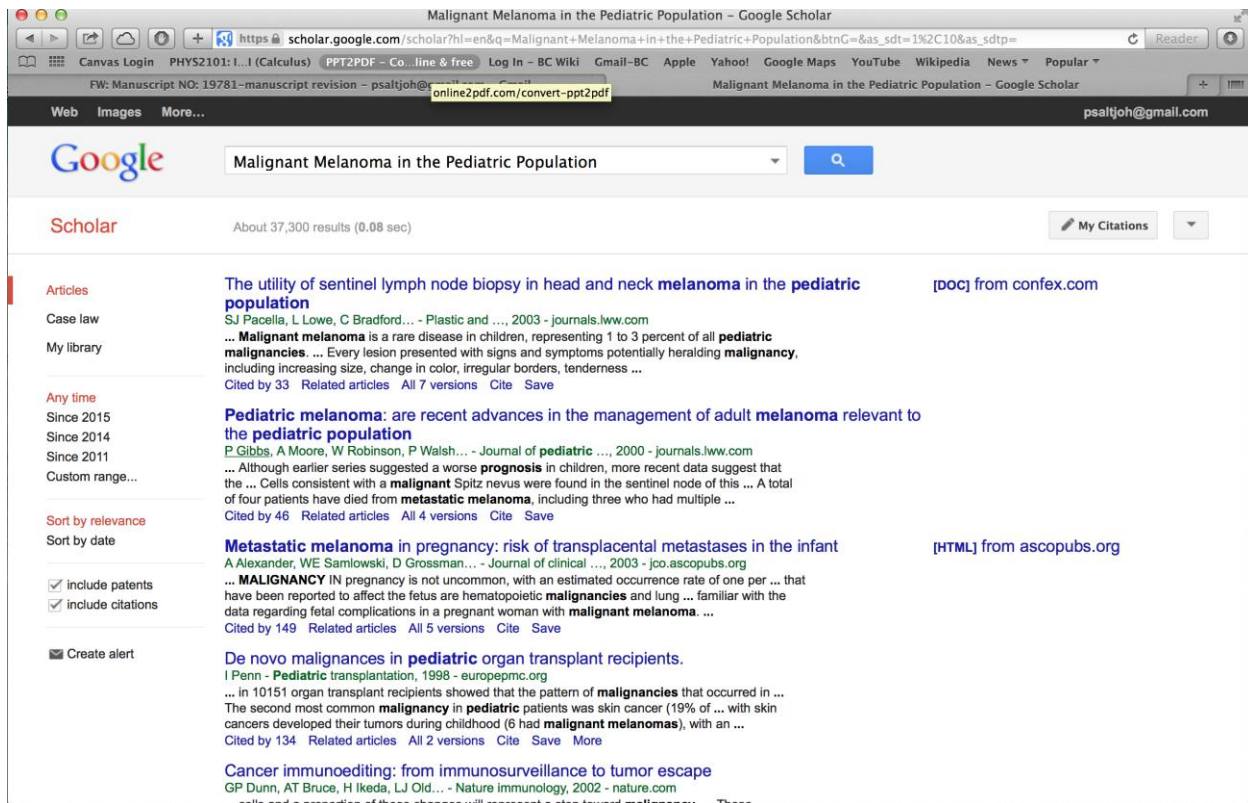 Malignant Melanoma in the Pediatric Population – Google Scholar
https scholar.google.com/scholar?hl=en&q=Malignant+Melanoma+in+the+Pediatric+Population&btnG=&as_sdt=1%2C10&as_sdtp= Reader
Canvas Login PHYS2101: I...I (Calculus) PPT2PDF – Co...line & free Log In – BC Wiki Gmail–BC Apple Yahoo! Google Maps YouTube Wikipedia News Popular
FW: Manuscript NO: 19781–manuscript revision – psaltjoh@gmail.com – Gmail Malignant Melanoma in the Pediatric Population – Google Scholar
online2pdf.com/convert-ppt2pdf
Web Images More... psaltjoh@gmail.com
Google Malignant Melanoma in the Pediatric Population
Scholar About 37,300 results (0.08 sec) My Citations
Articles
Case law
My library
Any time
Since 2015
Since 2014
Since 2011
Custom range...
Sort by relevance
Sort by date
include patents
include citations
Create alert
The utility of sentinel lymph node biopsy in head and neck melanoma in the pediatric
population
[DOC] from confex.com
SJ Pacella, L Lowe, C Bradford... - Plastic and ..., 2003 - journals.lww.com
... Malignant melanoma is a rare disease in children, representing 1 to 3 percent of all pediatric
malignancies. ... Every lesion presented with signs and symptoms potentially heralding malignancy,
including increasing size, change in color, irregular borders, tenderness ...
Cited by 33 Related articles All 7 versions Cite Save
Pediatric melanoma: are recent advances in the management of adult melanoma relevant to
the pediatric population
P Gibbs, A Moore, W Robinson, P Walsh... - Journal of pediatric ..., 2000 - journals.lww.com
... Although earlier series suggested a worse prognosis in children, more recent data suggest that
the ... Cells consistent with a malignant Spitz nevus were found in the sentinel node of this ... A total
of four patients have died from metastatic melanoma, including three who had multiple ...
Cited by 46 Related articles All 4 versions Cite Save
Metastatic melanoma in pregnancy: risk of transplacental metastases in the infant
[HTML] from ascopubs.org
A Alexander, WE Samlowski, D Grossman... - Journal of clinical ..., 2003 - jco.ascopubs.org
... MALIGNANCY IN pregnancy is not uncommon, with an estimated occurrence rate of one per ... that
have been reported to affect the fetus are hematopoietic malignancies and lung ... familiar with the
data regarding fetal complications in a pregnant woman with malignant melanoma. ...
Cited by 149 Related articles All 5 versions Cite Save
De novo malignances in pediatric organ transplant recipients.
I Penn - Pediatric transplantation, 1998 - europepmc.org
... in 10151 organ transplant recipients showed that the pattern of malignancies that occurred in ...
The second most common malignancy in pediatric patients was skin cancer (19% of ... with skin
cancers developed their tumors during childhood (6 had malignant melanomas), with an ...
Cited by 134 Related articles All 2 versions Cite Save More
Cancer immunoediting: from immunosurveillance to tumor escape
GP Dunn, AT Bruce, H Ikeda, LJ Old... - Nature immunology, 2002 - nature.com